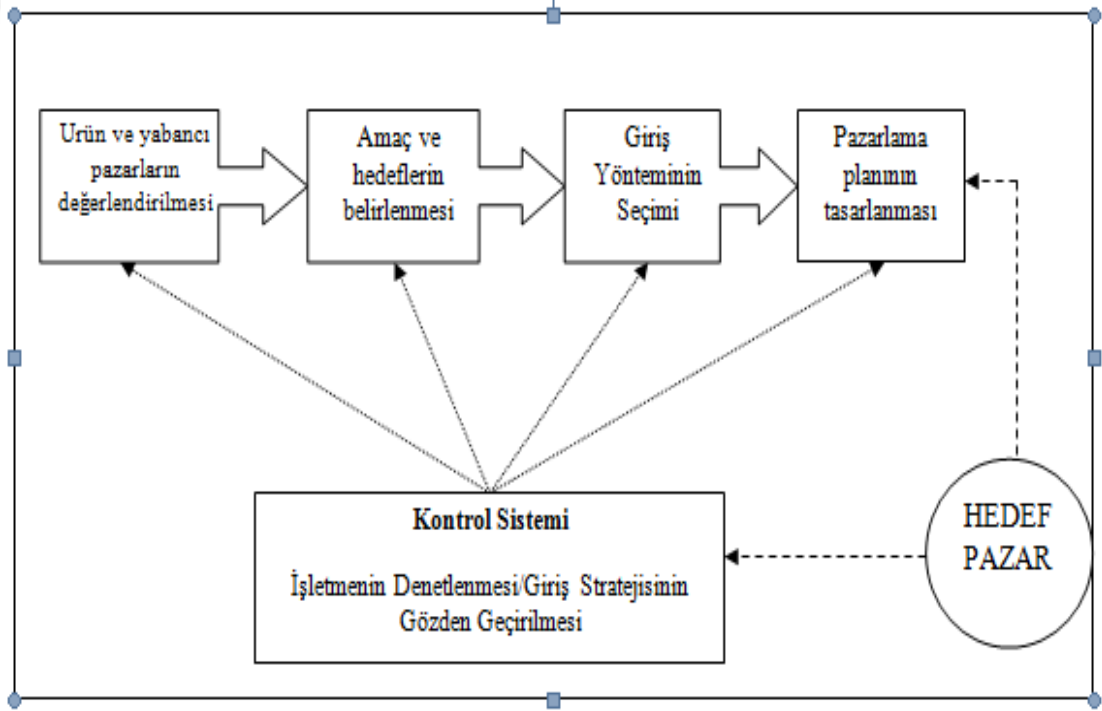 Urün ve yabancı
pazarların
değerlendirilmesi
Amaç ve
hedeflerin
belirlenmesi
Giriş
Yönteminin
Seçimi
Pazarlama
planının
tasarlanması
Kontrol Sistemi
İşletmenin Denetlenmesi/Giriş Stratejisinin
Gözden Geçirilmesi
HEDEF
PAZAR